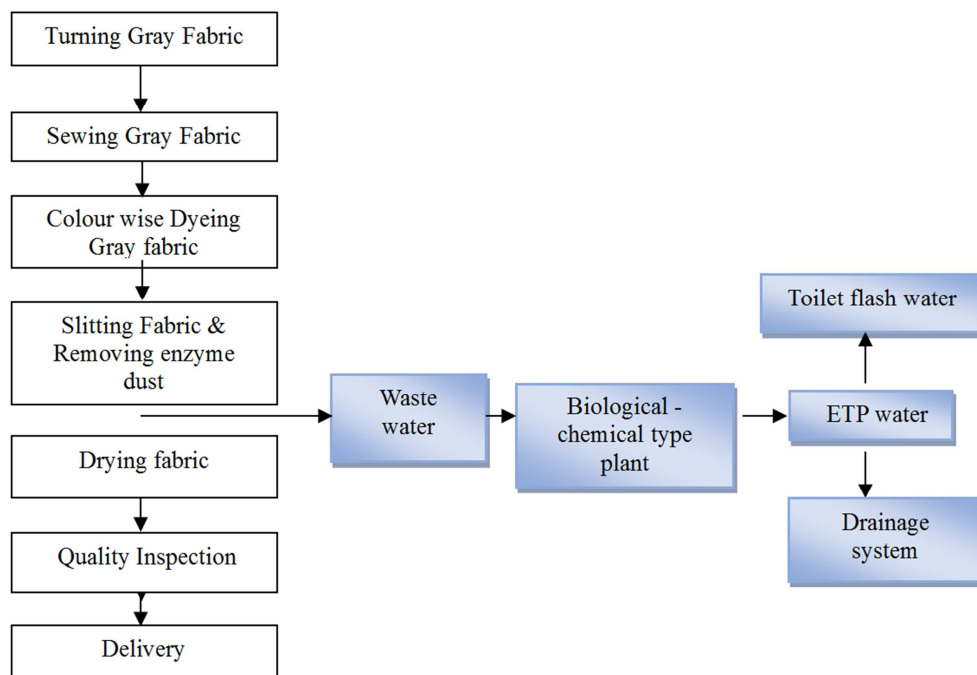 Turning Gray Fabric
Sewing Gray Fabric
Colour wise Dyeing
Gray fabric
Slitting Fabric &
Removing enzyme
dust
Drying fabric
Quality Inspection
Delivery
Waste
water
Biological -
chemical type
plant
ETP water
Toilet flash water
Drainage
system